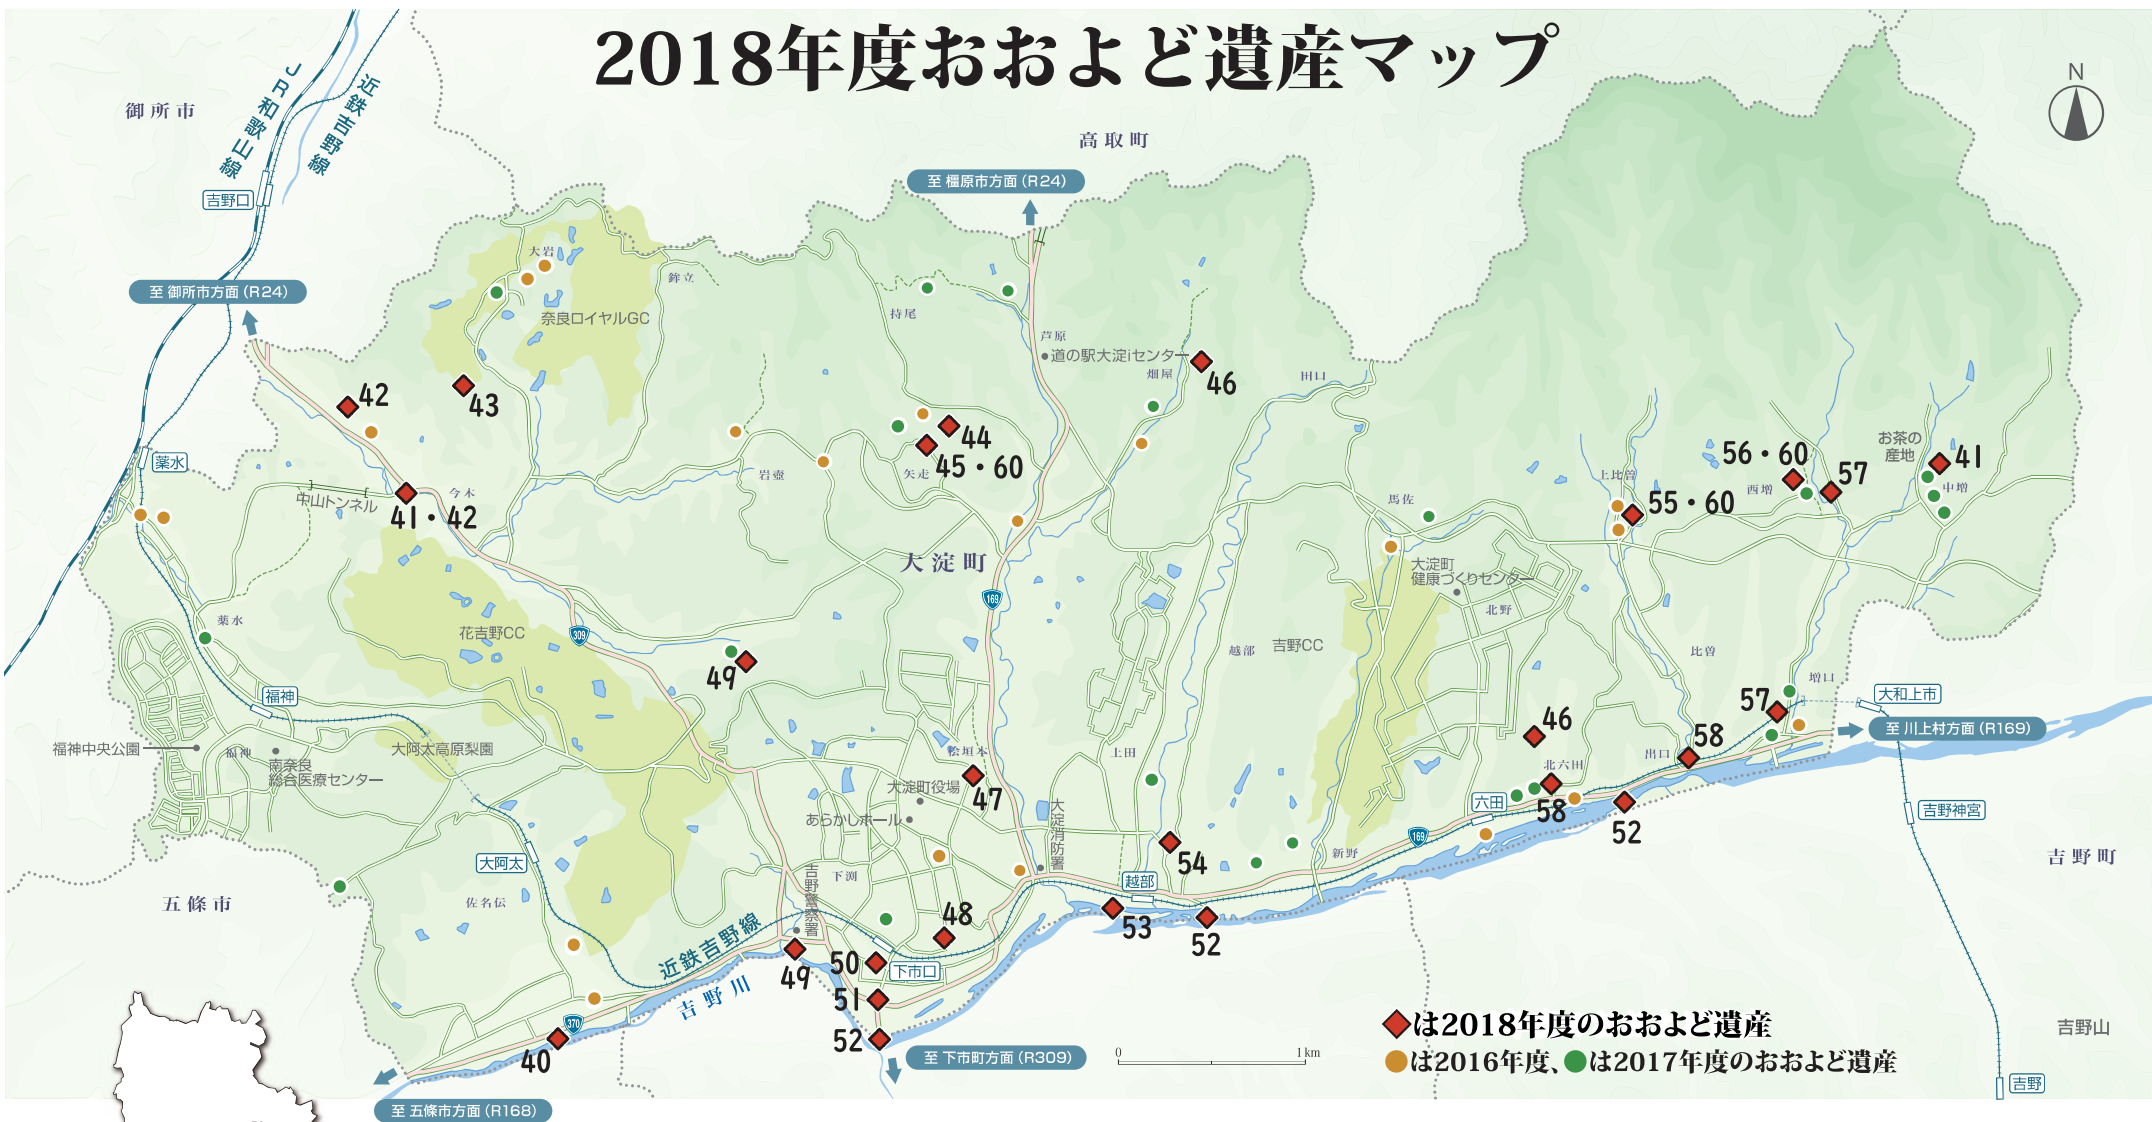 2018年度おおよど遺産マップ
N
御所市
JR和歌山線
近鉄吉野線
高取町
吉野口
至 橿原市方面（R24）
至 御所市方面（R24）
大岩
鉾立
奈良ロイヤルGC
持尾
芦原
道の駅大淀iセンター
畑屋
田口
46
42
43
44
45・60
矢走
岩壺
薬水
中山トンネル
今木
41・42
馬佐
上比曽
55・60
56・60
西増
57
お茶の
産地
41
中増
大淀町
大淀町
健康づくりセンター
北野
169
309
薬水
花吉野CC
越部
吉野CC
比曽
増口
49
福神
57
大和上市
至 川上村方面（R169）
福神中央公園
福神
南奈良
総合医療センター
大阿太高原梨園
桧垣本
上田
46
出口
58
北六田
大淀町役場
47
あらかしホール
大淀消防署
六田
58
52
吉野神宮
169
54
新野
吉野町
大阿太
吉野警察署
下渕
越部
五條市
佐名伝
48
53
52
近鉄吉野線
吉野川
49
50
下市口
51
52
370
40
至 下市町方面（R309）
至 五條市方面（R168）
0
1km
は2018年度のおおよど遺産
は2016年度、は2017年度のおおよど遺産
吉野山
吉野